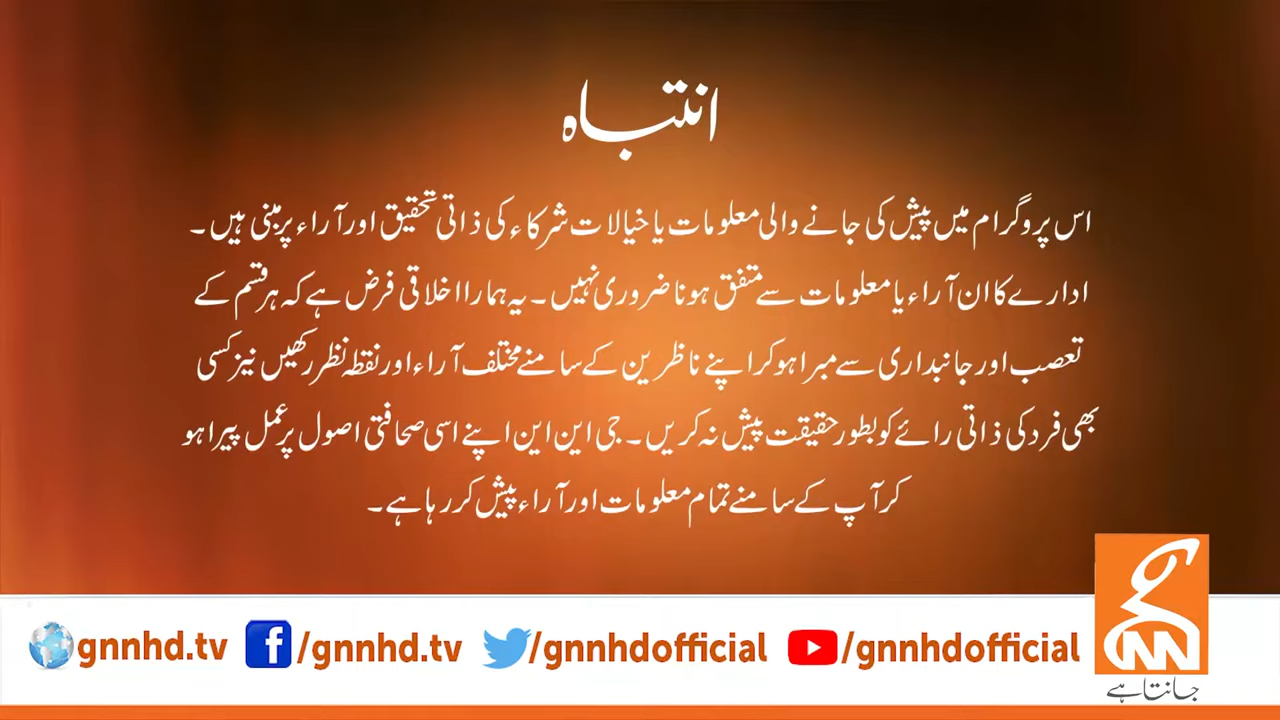 انتباہ
اس پروگرام میں پیش کی جانے والی معلومات یا خیالات شرکاء کی ذاتی تحقیق اور آراء پر مبنی ہیں۔
ادارے کا ان آراء یا معلومات سے متفق ہونا ضروری نہیں۔ یہ ہمارا اخلاقی فرض ہے کہ ہر قسم کے
تعصب اور جانبداری سے مبرا ہو کر اپنے ناظرین کے سامنے مختلف آراء اور نقطہ نظر رکھیں نیز کسی
بھی فرد کی ذاتی رائے کو بطور حقیقت پیش نہ کریں۔ جی این این اپنے اسی صحافتی اصول پر عمل پیرا ہو
کر آپ کے سامنے تمام معلومات اور آراء پیش کر رہا ہے۔
gnnhd.tv /gnnhd.tv /gnnhdofficial /gnnhdofficial
GNN
جانتا ہے